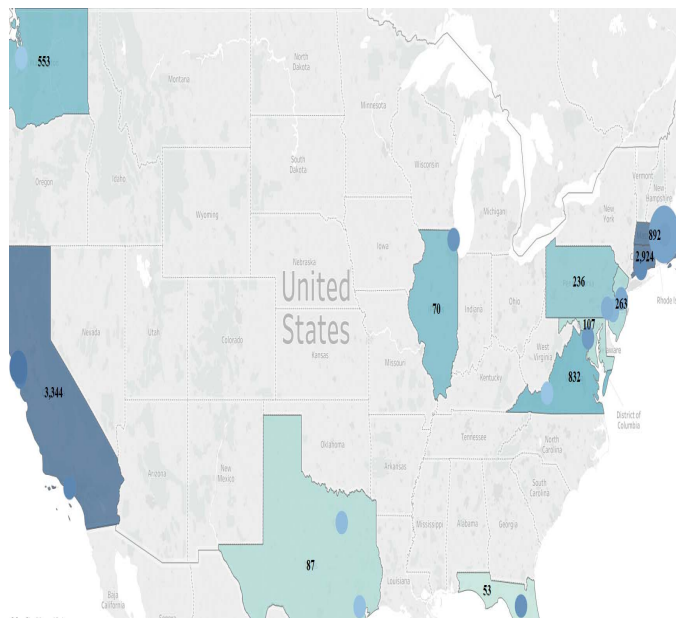 553
North
Dakota
Montana
Minnesota
Vermont
New
Hampshire
Oregon
Idaho
South
Dakota
Wisconsin
Michigan
New
York
Wyoming
892
2,924
Rhode Is
Iowa
Nebraska
United
States
236
263
70
Indiana
Ohio
107
laware
Nevada
Utah
Colorado
Kansas
Missouri
West
Virginia
Kentucky
832
3,344
District of
Columbia
Tennessee
North
Carolina
Oklahoma
Arkansas
Arizona
New
Mexico
South
Carolina
Mississippi
Alabama
Georgia
87
Louisiana
53
Baja
California